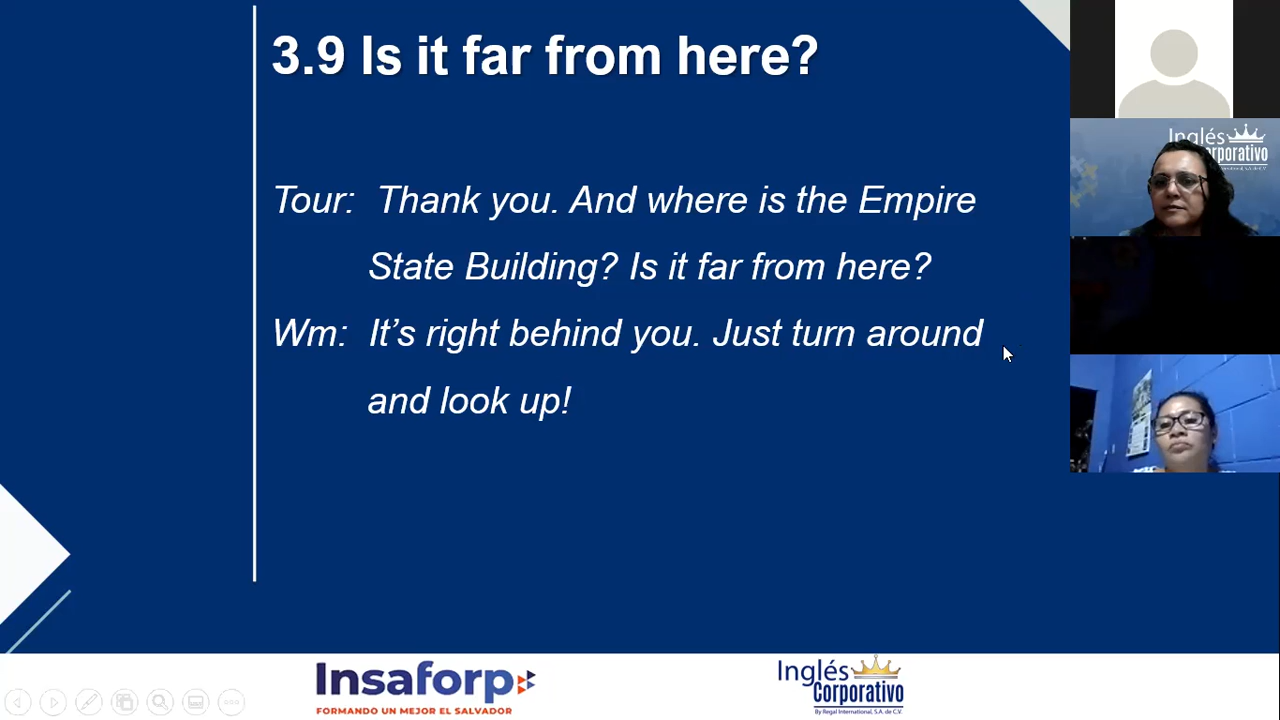 3.9 Is it far from here?
Tour: Thank you. And where is the Empire
State Building? Is it far from here?
Wm: It's right behind you. Just turn around
and look up!
Inglés
Corporativo
Insaforp
FORMANDO UN MEJOR EL SALVADOR
Inglés
Corporativo
By Regal International, S.A. de C.V.